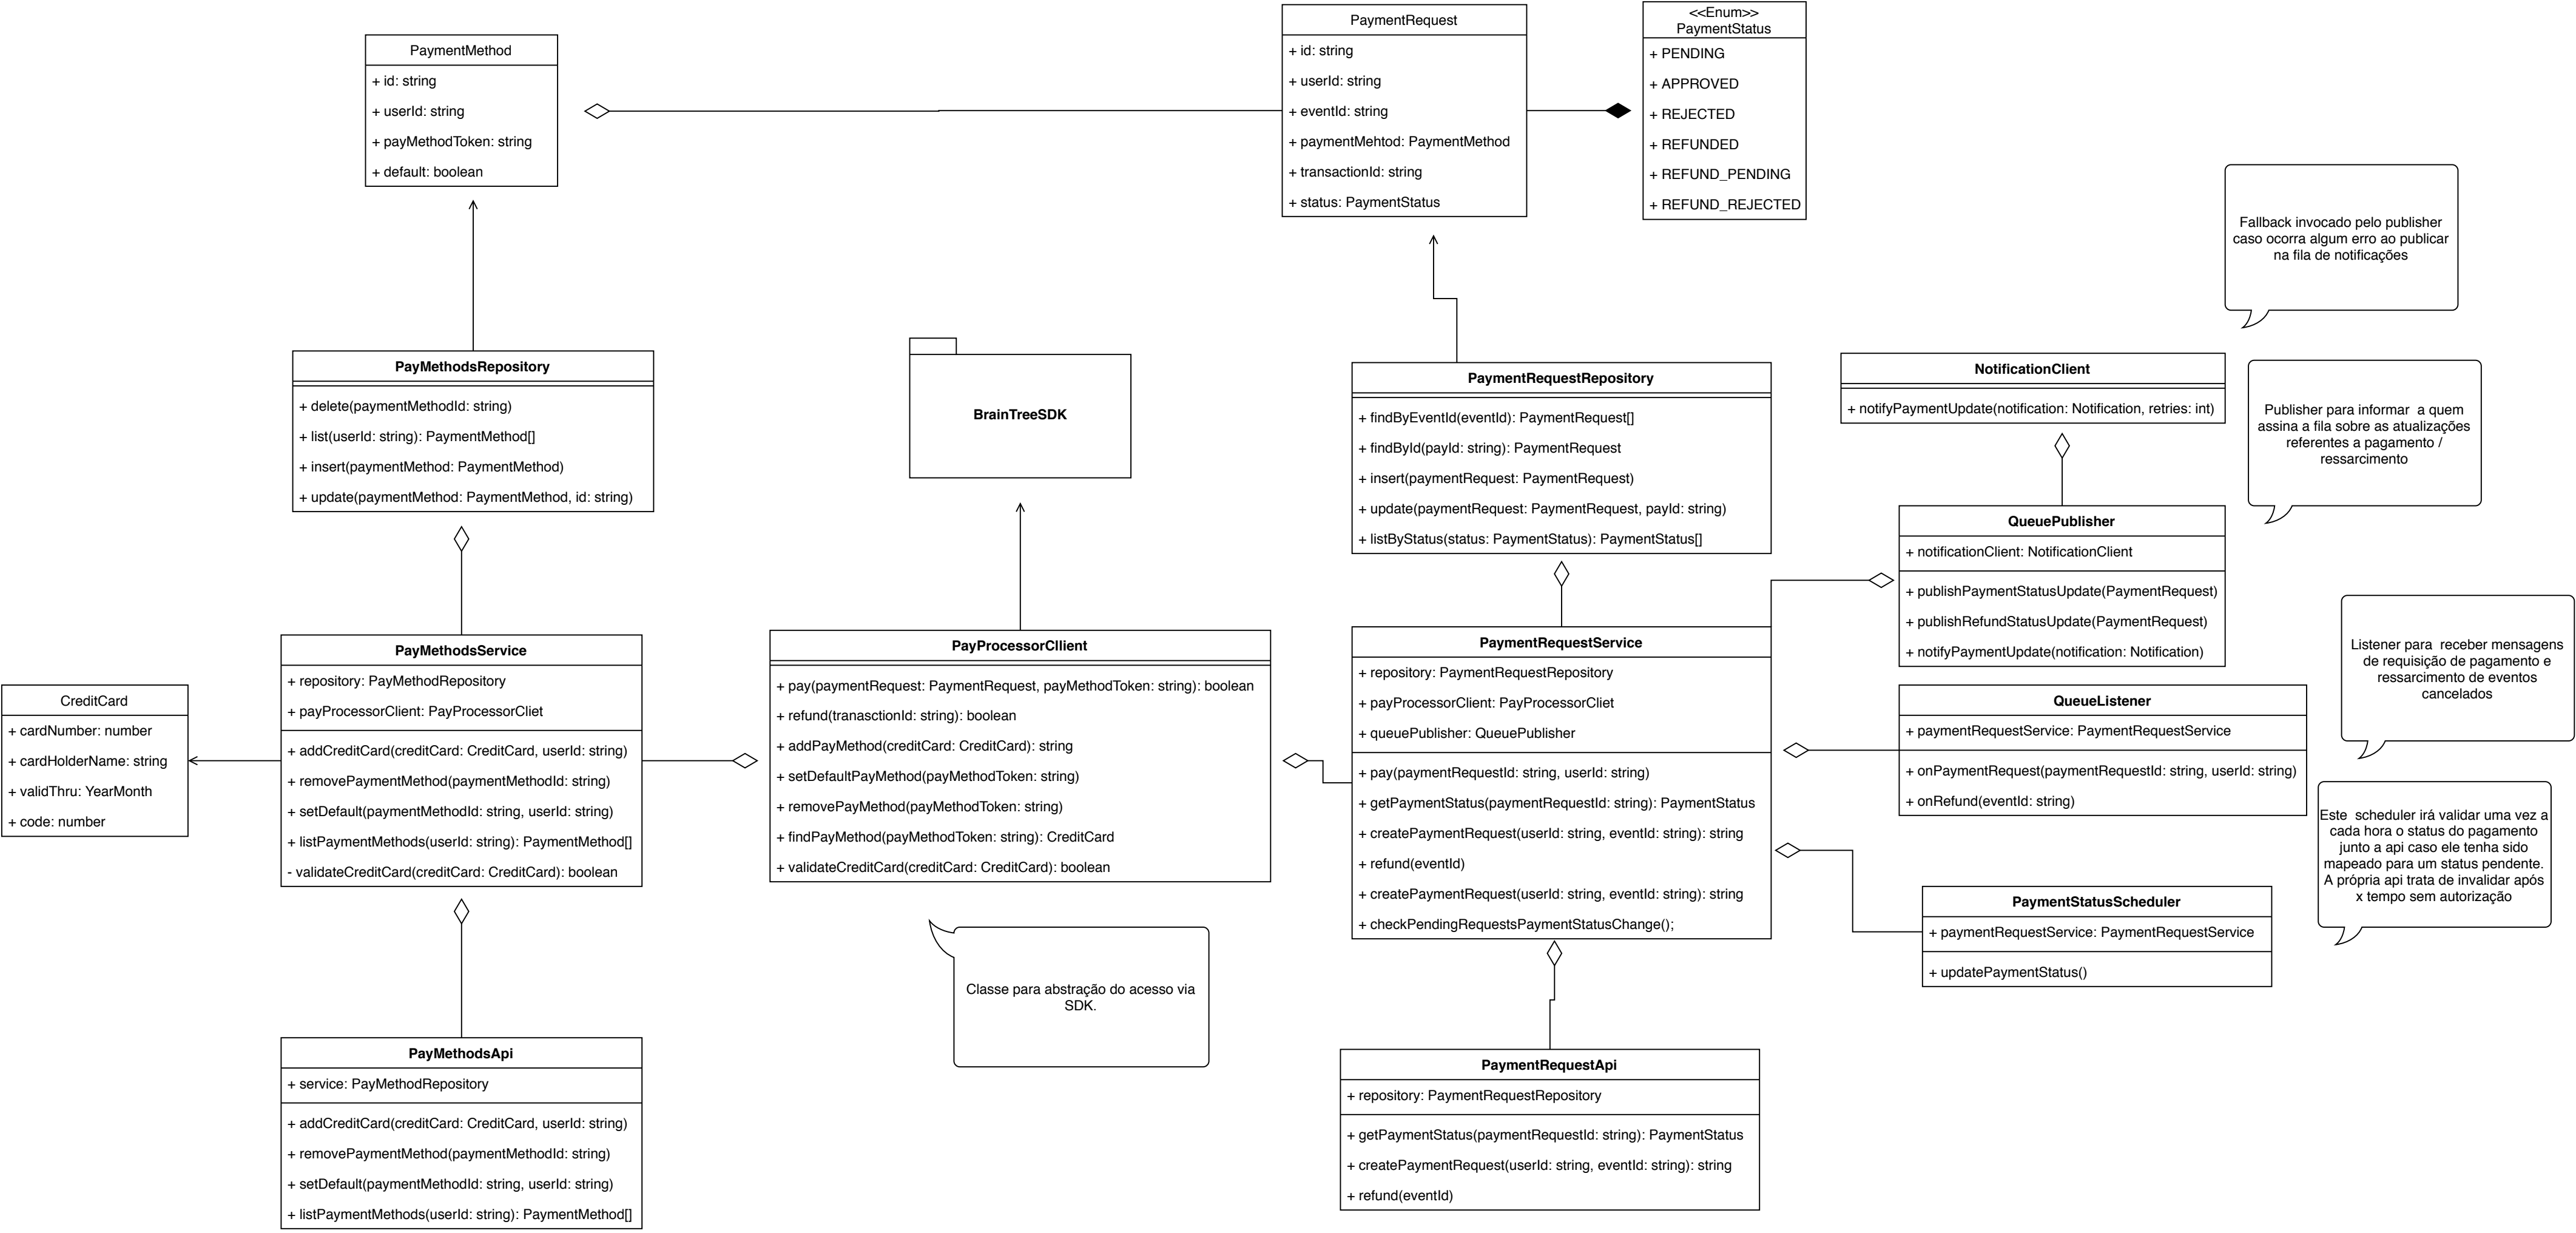 PaymentMethod
+ id: string
+ userId: string
+ payMethodToken: string
+ default: boolean
PaymentRequest
+ id: string
+ userId: string
+ eventId: string
+ paymentMehtod: PaymentMethod
+ transactionId: string
+ status: PaymentStatus
<<Enum>>
PaymentStatus
+ PENDING
+ APPROVED
+ REJECTED
+ REFUNDED
+ REFUND_PENDING
+ REFUND_REJECTED
Fallback invocado pelo publisher
caso ocorra algum erro ao publicar
na fila de notificações
PayMethodsRepository
+ delete(paymentMethodId: string)
+ list(userId: string): PaymentMethod[]
+ insert(paymentMethod: PaymentMethod)
+ update(paymentMethod: PaymentMethod, id: string)
BrainTreeSDK
PaymentRequestRepository
+ findByEventId(eventId): PaymentRequest[]
+ findById(payId: string): PaymentRequest
+ insert(paymentRequest: PaymentRequest)
+ update(paymentRequest: PaymentRequest, payId: string)
+ listByStatus(status: PaymentStatus): PaymentStatus[]
NotificationClient
+ notifyPaymentUpdate(notification: Notification, retries: int)
Publisher para informar  a quem
assina a fila sobre as atualizações
referentes a pagamento /
ressarcimento
QueuePublisher
+ notificationClient: NotificationClient
+ publishPaymentStatusUpdate(PaymentRequest)
+ publishRefundStatusUpdate(PaymentRequest)
+ notifyPaymentUpdate(notification: Notification)
CreditCard
+ cardNumber: number
+ cardHolderName: string
+ validThru: YearMonth
+ code: number
PayMethodsService
+ repository: PayMethodRepository
+ payProcessorClient: PayProcessorCliet
+ addCreditCard(creditCard: CreditCard, userId: string)
+ removePaymentMethod(paymentMethodId: string)
+ setDefault(paymentMethodId: string, userId: string)
+ listPaymentMethods(userId: string): PaymentMethod[]
- validateCreditCard(creditCard: CreditCard): boolean
PayProcessorCllient
+ pay(paymentRequest: PaymentRequest, payMethodToken: string): boolean
+ refund(tranasctionId: string): boolean
+ addPayMethod(creditCard: CreditCard): string
+ setDefaultPayMethod(payMethodToken: string)
+ removePayMethod(payMethodToken: string)
+ findPayMethod(payMethodToken: string): CreditCard
+ validateCreditCard(creditCard: CreditCard): boolean
PaymentRequestService
+ repository: PaymentRequestRepository
+ payProcessorClient: PayProcessorCliet
+ queuePublisher: QueuePublisher
+ pay(paymentRequestId: string, userId: string)
+ getPaymentStatus(paymentRequestId: string): PaymentStatus
+ createPaymentRequest(userId: string, eventId: string): string
+ refund(eventId)
+ createPaymentRequest(userId: string, eventId: string): string
+ checkPendingRequestsPaymentStatusChange();
Listener para  receber mensagens
de requisição de pagamento e
ressarcimento de eventos
cancelados
QueueListener
+ paymentRequestService: PaymentRequestService
+ onPaymentRequest(paymentRequestId: string, userId: string)
+ onRefund(eventId: string)
Este  scheduler irá validar uma vez a
cada hora o status do pagamento
junto a api caso ele tenha sido
mapeado para um status pendente.
A própria api trata de invalidar após
x tempo sem autorização
PaymentStatusScheduler
+ paymentRequestService: PaymentRequestService
+ updatePaymentStatus()
Classe para abstração do acesso via
SDK.
PayMethodsApi
+ service: PayMethodRepository
+ addCreditCard(creditCard: CreditCard, userId: string)
+ removePaymentMethod(paymentMethodId: string)
+ setDefault(paymentMethodId: string, userId: string)
+ listPaymentMethods(userId: string): PaymentMethod[]
PaymentRequestApi
+ repository: PaymentRequestRepository
+ getPaymentStatus(paymentRequestId: string): PaymentStatus
+ createPaymentRequest(userId: string, eventId: string): string
+ refund(eventId)